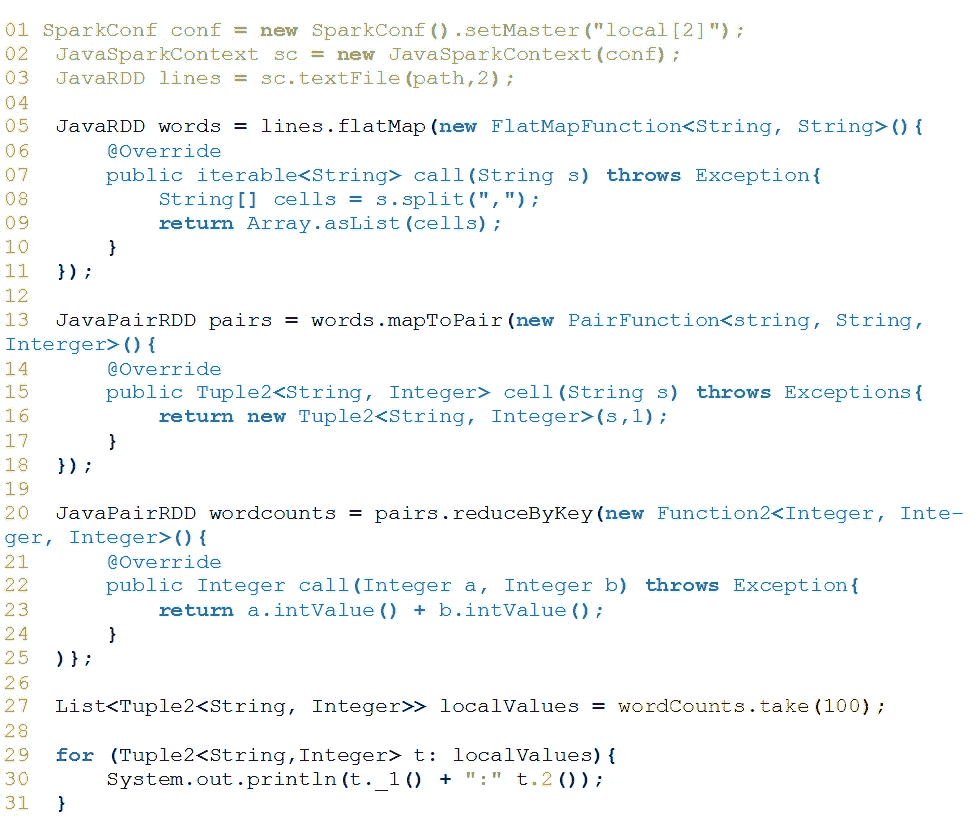 01 SparkConf conf = new SparkConf().setMaster("local[2]");
02 JavaSparkContext sc = new JavaSparkContext(conf);
03 JavaRDD lines = sc.textFile(path,2);
04
05 JavaRDD words = lines.flatMap(new FlatMapFunction<String, String>(){
06 @Override
07 public iterable<String> call(String s) throws Exception{
08 String[] cells = s.split(",");
09 return Array.asList(cells);
10 }
11 });
12
13 JavaPairRDD pairs = words.mapToPair(new PairFunction<string, String,
Interger>(){
14 @Override
15 public Tuple2<String, Integer> cell(String s) throws Exceptions{
16 return new Tuple2<String, Integer>(s,1);
17 }
18 });
19
20 JavaPairRDD wordcounts = pairs.reduceByKey(new Function2<Integer, Inte-
ger, Integer>(){
21 @Override
22 public Integer call(Integer a, Integer b) throws Exception{
23 return a.intValue() + b.intValue();
24 }
25 )};
26
27 List<Tuple2<String, Integer>> localValues = wordCounts.take(100);
28
29 for (Tuple2<String,Integer> t: localValues){
30 System.out.println(t._1() + ":" t.2());
31 }